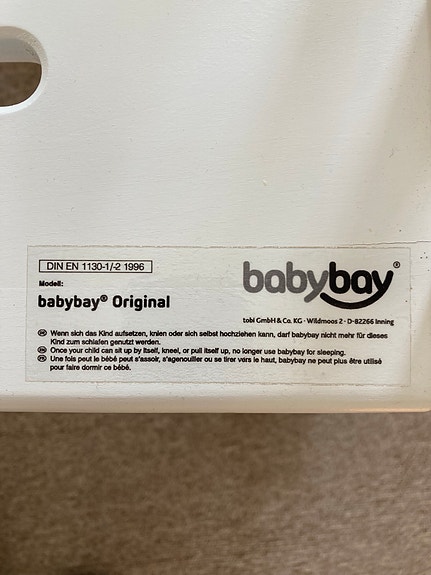 DIN EN 1130-1/-2 1996
babybay®
Modell:
babybay® Original
tobi GmbH & Co. KG · Wildmoos 2 · D-82266 Inning
Wenn sich das Kind aufsetzen, knien oder sich selbst hochziehen kann, darf babybay nicht mehr für dieses
Kind zum schlafen genutzt werden.
Once your child can sit up by itself, kneel, or pull itself up, no longer use babybay for sleeping.
Une fois peut le bébé peut s'assoir, s'agenouiller ou se tirer vers le haut, babybay ne peut plus être utilisé
pour faire dormir ce bébé.